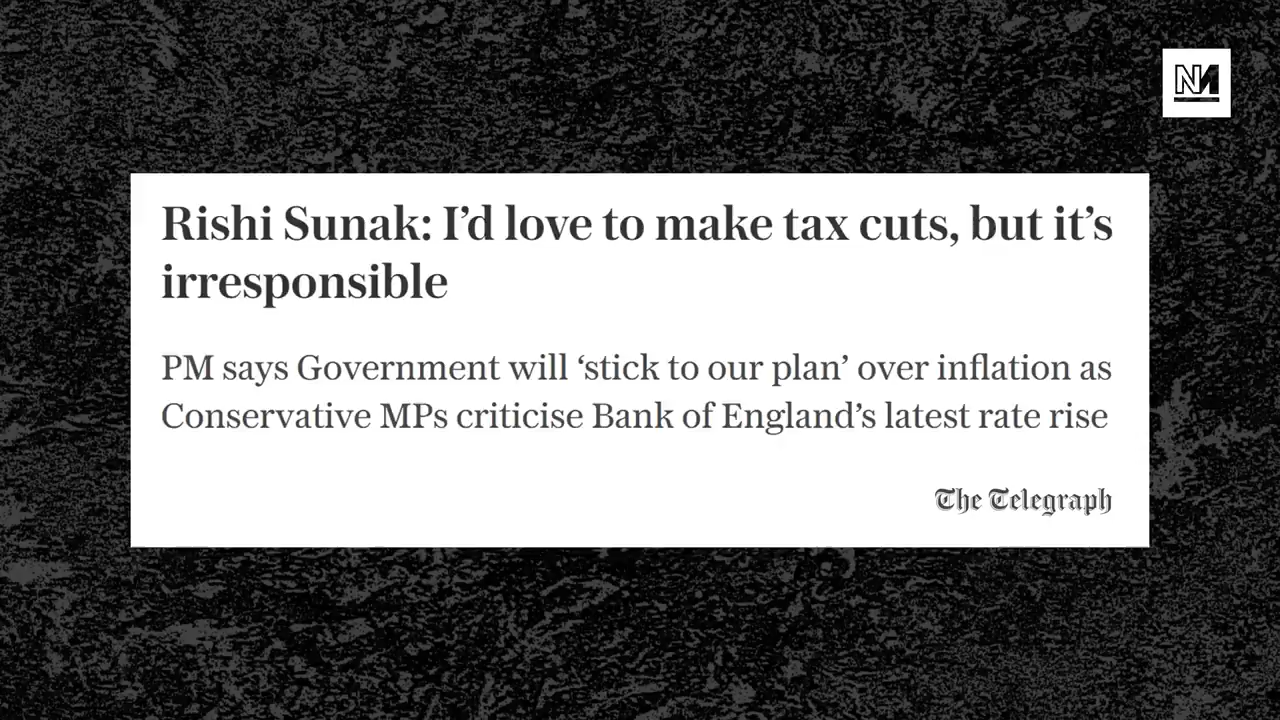 NM
Rishi Sunak: I’d love to make tax cuts, but it’s
irresponsible
PM says Government will ‘stick to our plan’ over inflation as
Conservative MPs criticise Bank of England’s latest rate rise
The Telegraph